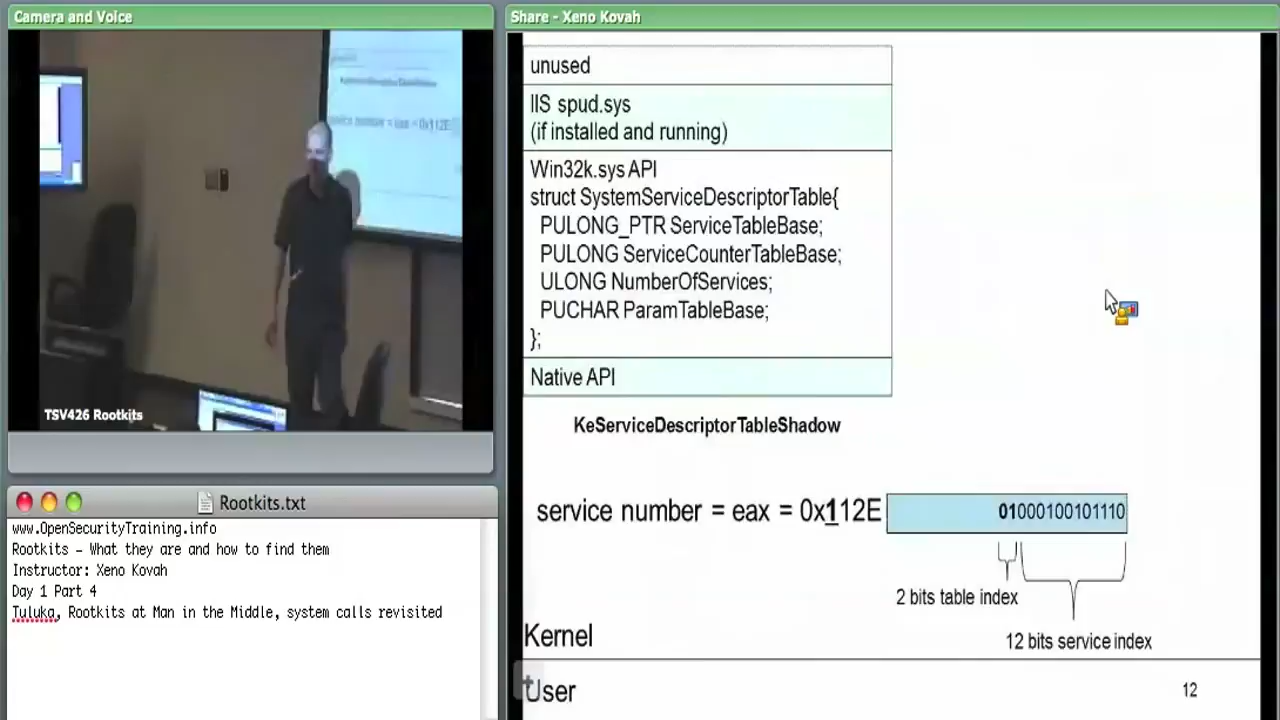 Camera and Voice
TSV426 Rootkits
Rootkits.txt
www.OpenSecurityTraining.info
Rootkits – What they are and how to find them
Instructor: Xeno Kovah
Day 1 Part 4
Tuluka, Rootkits at Man in the Middle, system calls revisited
Share - Xeno Kovah
unused
IIS spud.sys
(if installed and running)
Win32k.sys API
struct SystemServiceDescriptorTable{
PULONG_PTR ServiceTableBase;
PULONG ServiceCounterTableBase;
ULONG NumberOfServices;
PUCHAR ParamTableBase;
};
Native API
KeServiceDescriptorTableShadow
service number = eax = 0x112E
01000100101110
2 bits table index
12 bits service index
Kernel
User
12